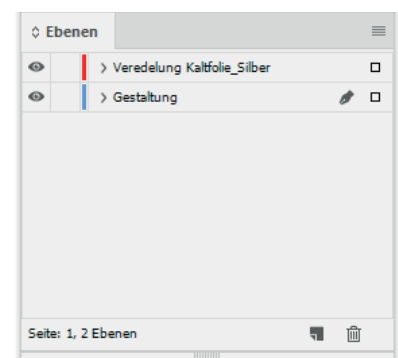 Ebenen
Veredelung Kaltfolie_Silber
Gestaltung
Seite: 1, 2 Ebenen